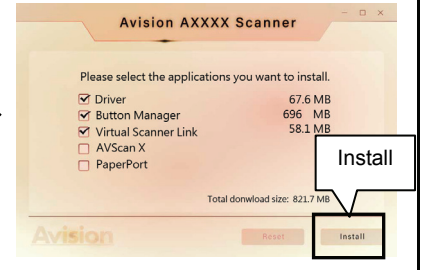 Avision AXXXX Scanner
Please select the applications you want to install.
Driver 67.6 MB
Button Manager 696 MB
Virtual Scanner Link 58.1 MB
AVScan X
PaperPort
Install
Total donwload size: 821.7 MB
Avision
Reset
Install